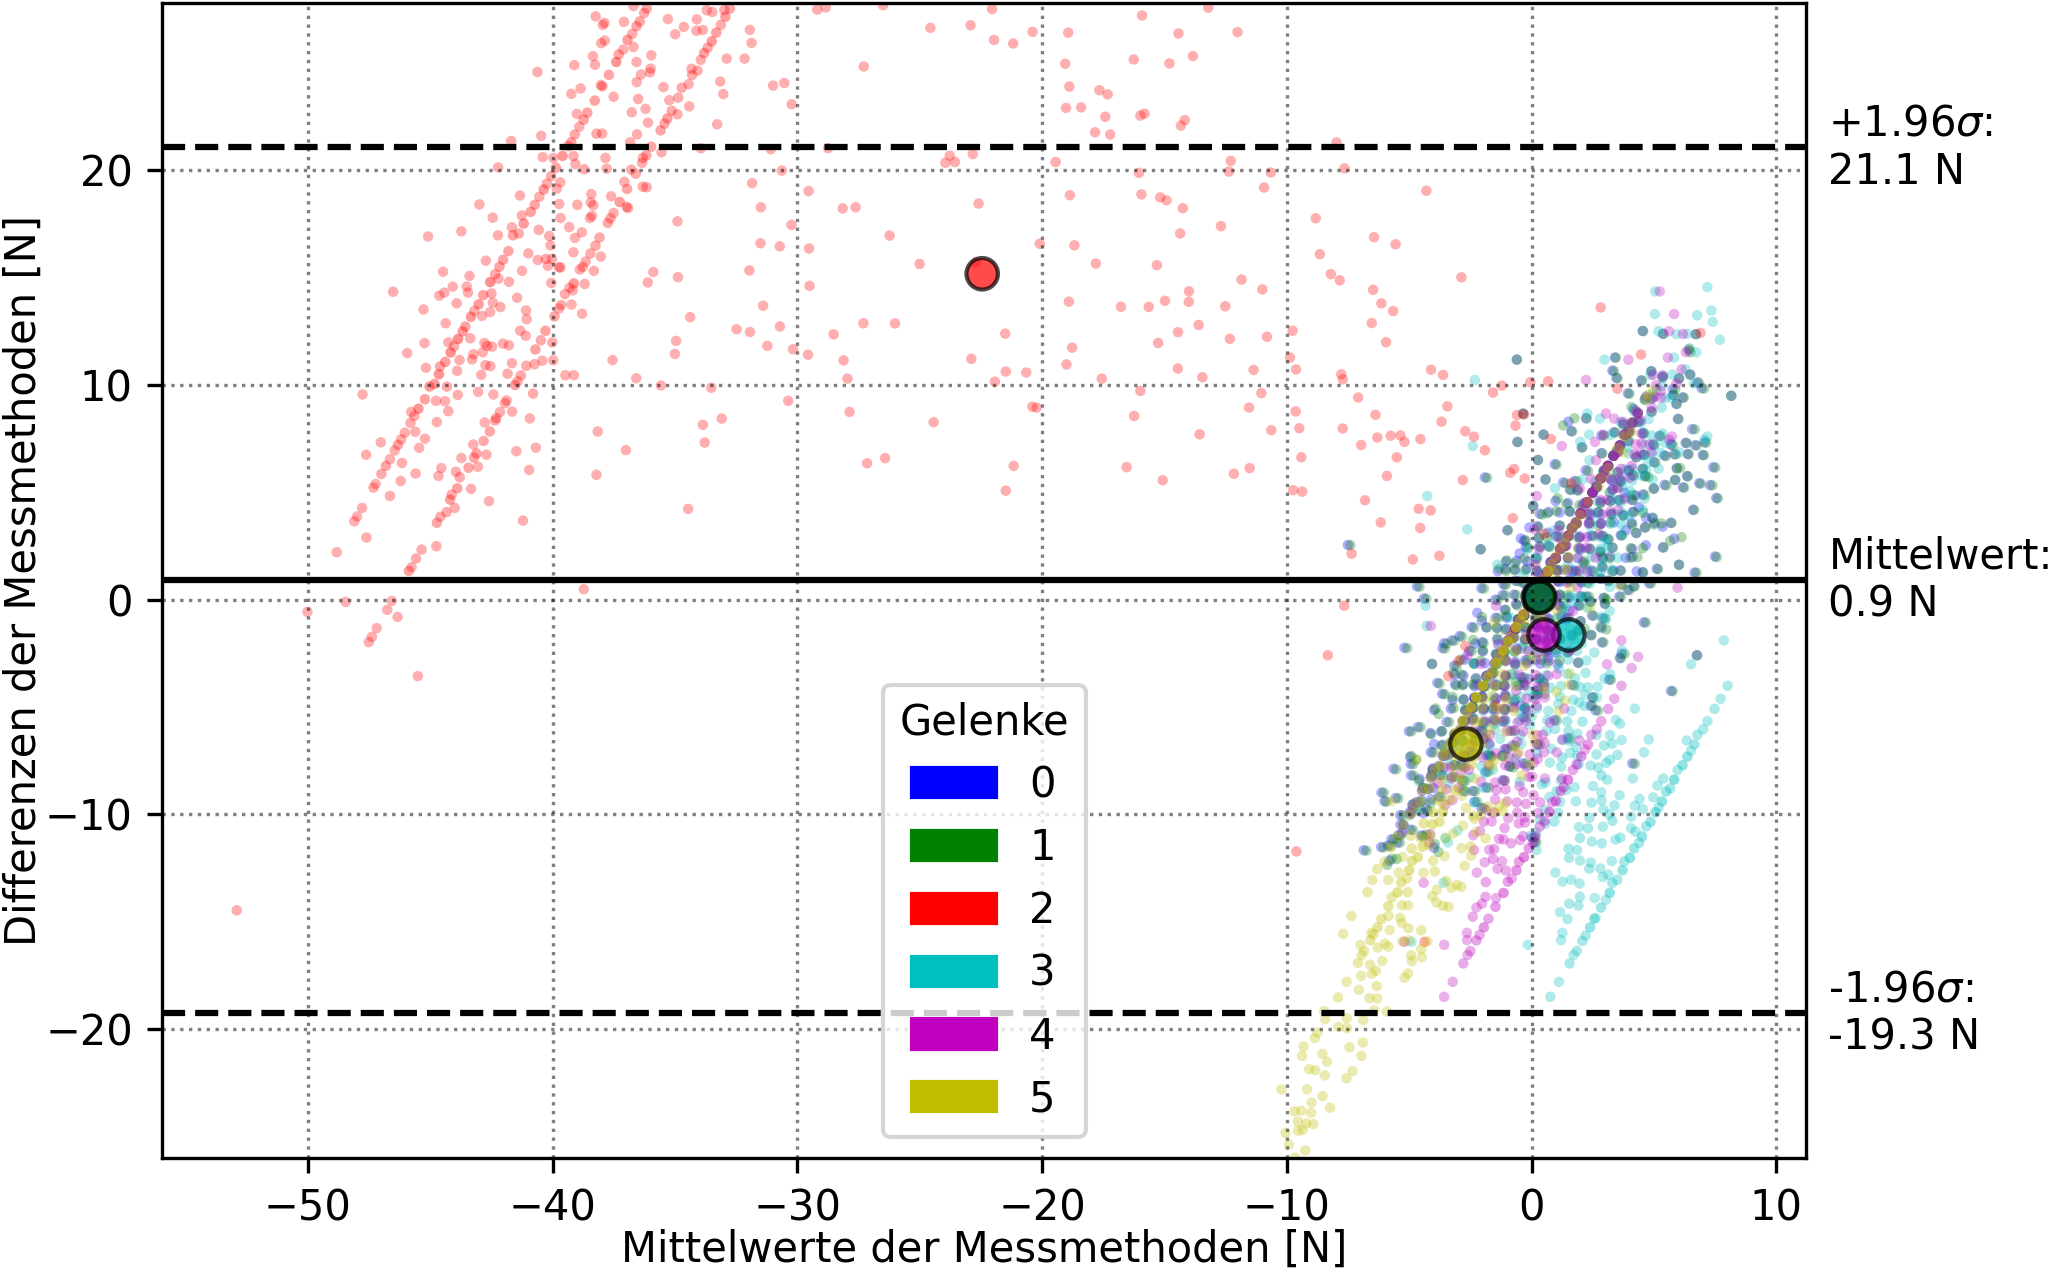 Differenzen der Messmethoden [N]
20
10
0
−10
−20
+1.96σ:
21.1 N
Mittelwert:
0.9 N
-1.96σ:
-19.3 N
Gelenke
0
1
2
3
4
5
−50
−40
−30
−20
−10
0
10
Mittelwerte der Messmethoden [N]